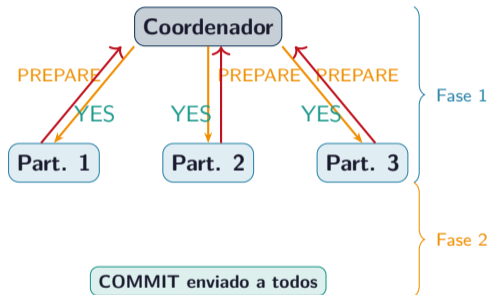 Coordenador
PREPARE
PREPARE
PREPARE
Fase 1
YES
YES
YES
Part. 1
Part. 2
Part. 3
Fase 2
COMMIT enviado a todos